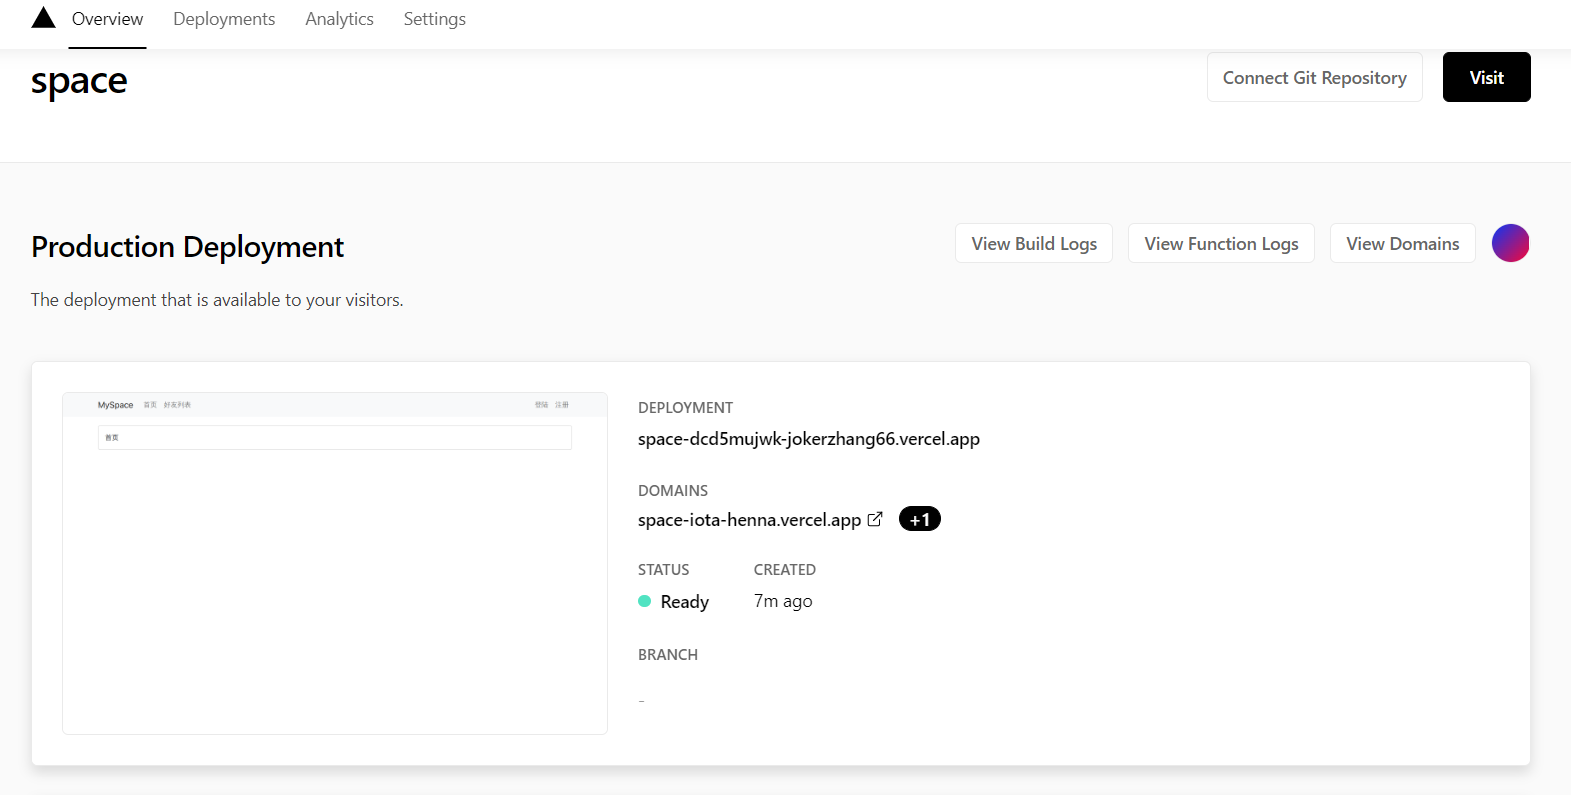 Overview Deployments Analytics Settings
space
Connect Git Repository Visit
Production Deployment
View Build Logs View Function Logs View Domains
The deployment that is available to your visitors.
MySpace 首页 好友列表 登陆 注册
首页
DEPLOYMENT
space-dcd5mujwk-jokerzhang66.vercel.app
DOMAINS
space-iota-henna.vercel.app +1
STATUS CREATED
Ready 7m ago
BRANCH
-